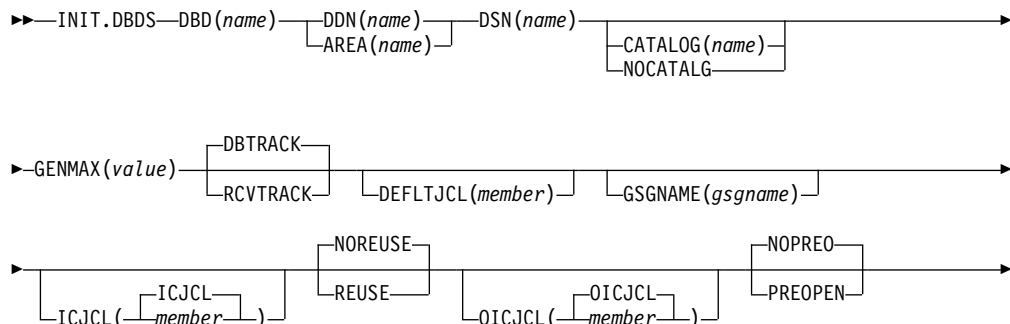 INIT.DBDS DBD(name) DDN(name) DSN(name)
AREA(name) CATALOG(name)
NOCATALG
DBTRACK
GENMAX(value)
RCVTRACK DEFLTJCL(member) GSGNAME(gsgname)
NOREUSE NOPREO
ICJCL REUSE OICJCL PREOPEN
ICJCL( member ) OICJCL( member )